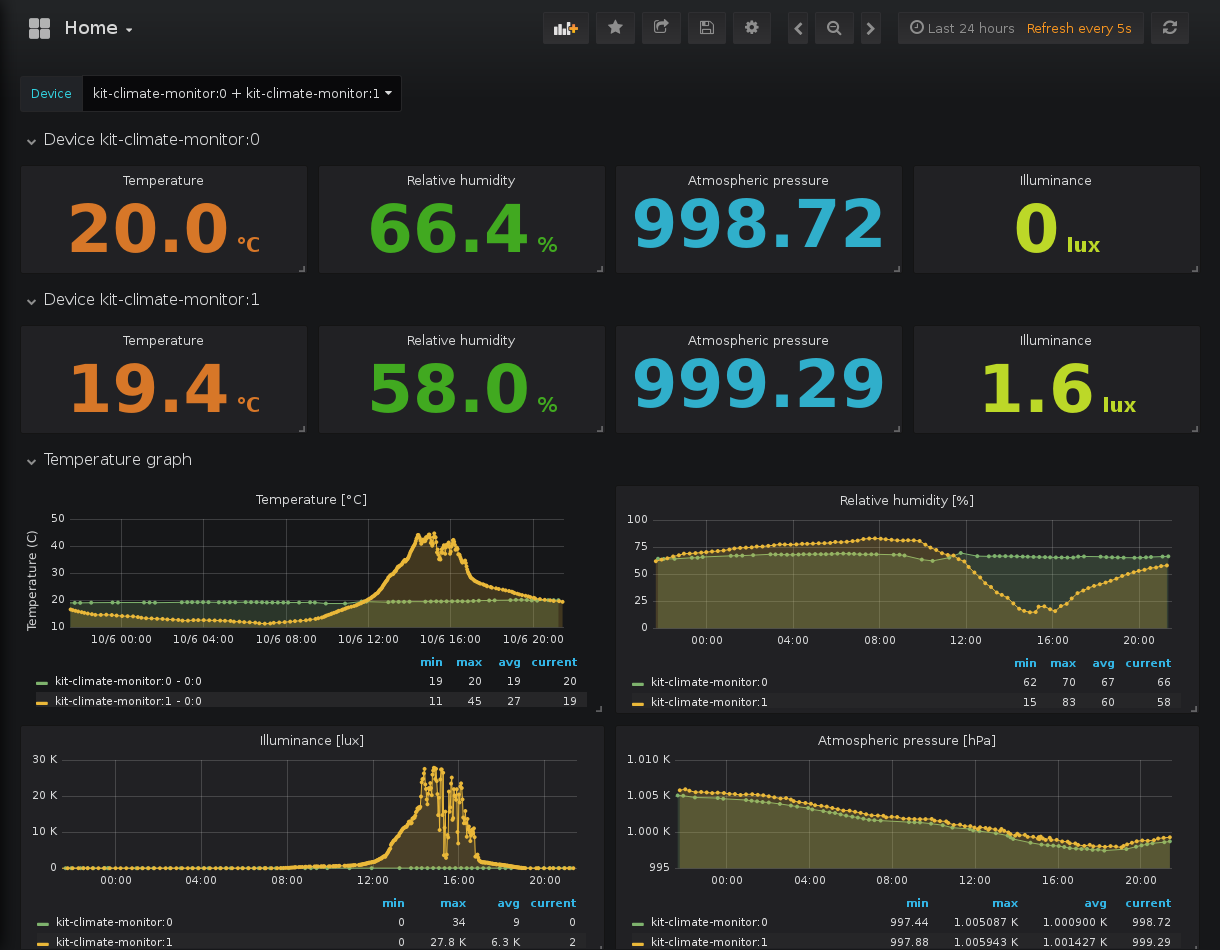 Home
Last 24 hours Refresh every 5s
Device kit-climate-monitor:0 + kit-climate-monitor:1
Device kit-climate-monitor:0
Temperature Relative humidity Atmospheric pressure Illuminance
20.0 °C 66.4 % 998.72 0 lux
Device kit-climate-monitor:1
Temperature Relative humidity Atmospheric pressure Illuminance
19.4 °C 58.0 % 999.29 1.6 lux
Temperature graph
Temperature [°C]
Temperature (C)
50
40
30
20
10
10/6 00:00 10/6 04:00 10/6 08:00 10/6 12:00 10/6 16:00 10/6 20:00
min max avg current
kit-climate-monitor:0 - 0:0 19 20 19 20
kit-climate-monitor:1 - 0:0 11 45 27 19
Relative humidity [%]
100
75
50
25
0
00:00 04:00 08:00 12:00 16:00 20:00
min max avg current
kit-climate-monitor:0 62 70 67 66
kit-climate-monitor:1 15 83 60 58
Illuminance [lux]
30 K
20 K
10 K
0
00:00 04:00 08:00 12:00 16:00 20:00
min max avg current
kit-climate-monitor:0 0 34 9 0
kit-climate-monitor:1 0 27.8 K 6.3 K 2
Atmospheric pressure [hPa]
1.010 K
1.005 K
1.000 K
995
00:00 04:00 08:00 12:00 16:00 20:00
min max avg current
kit-climate-monitor:0 997.44 1.005087 K 1.000900 K 998.72
kit-climate-monitor:1 997.88 1.005943 K 1.001427 K 999.29